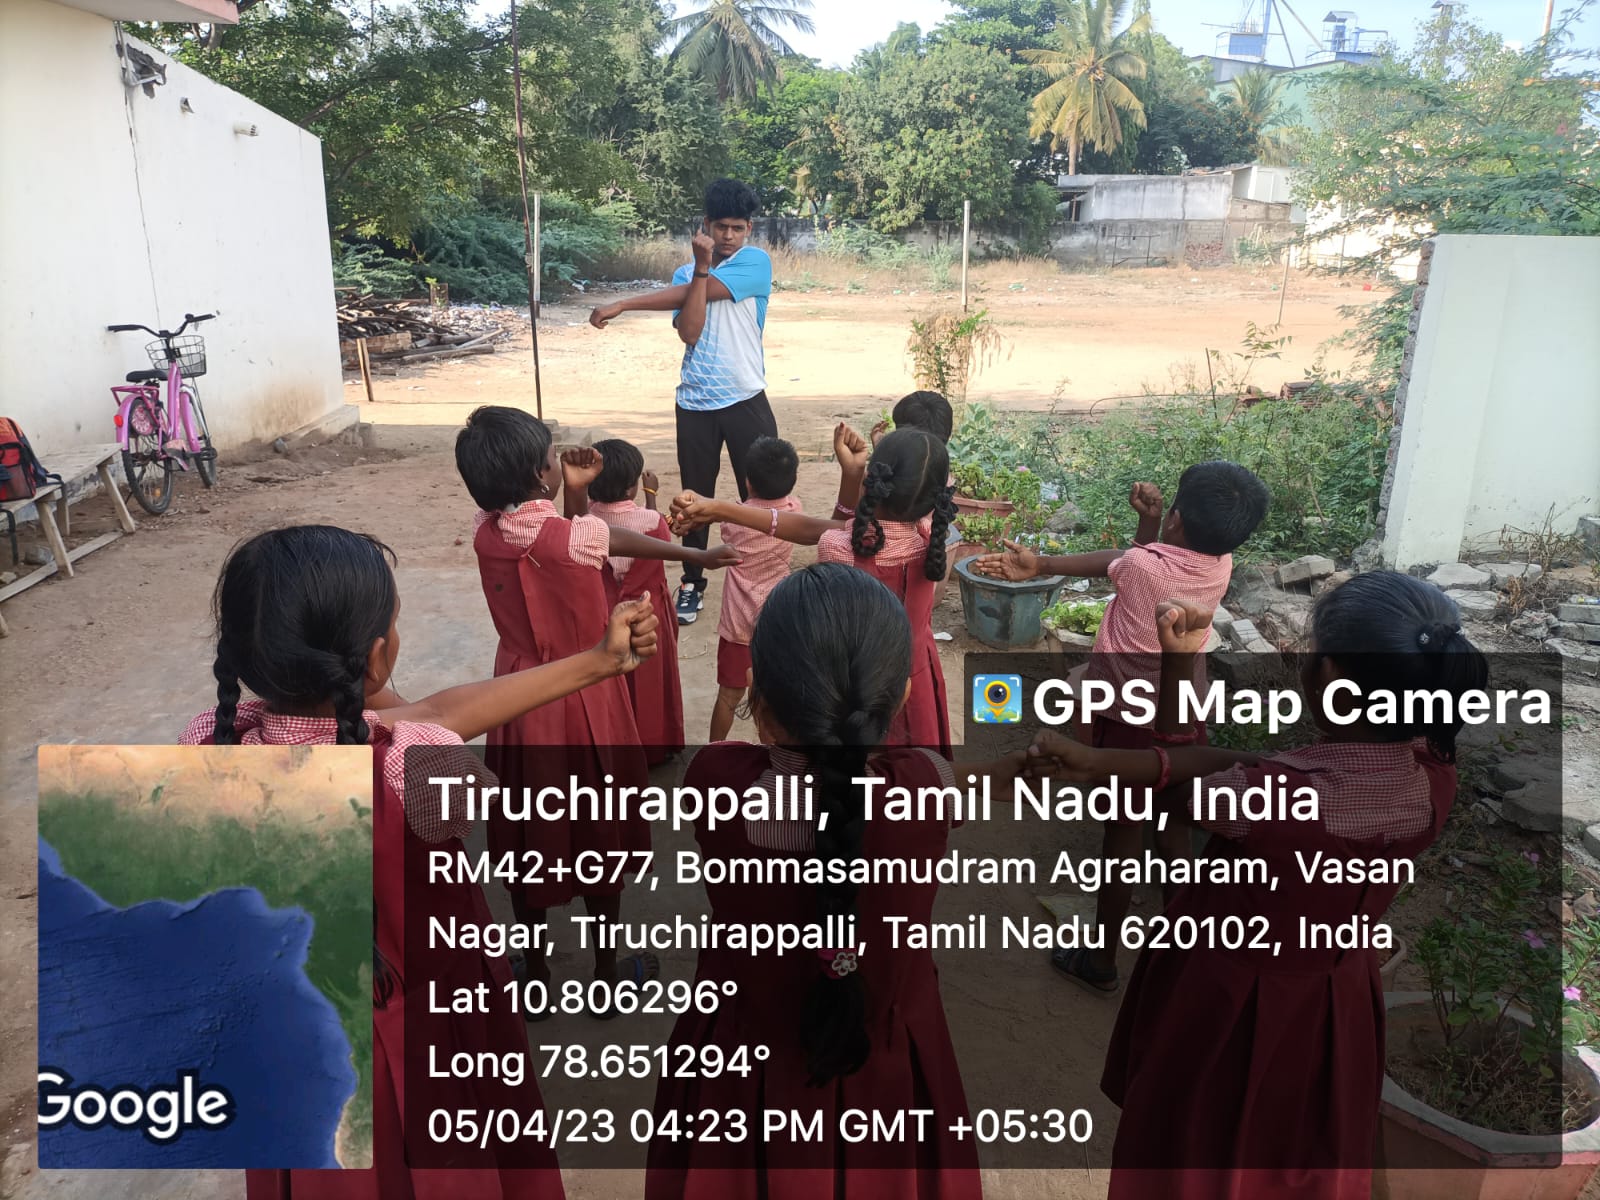 GPS Map Camera
Tiruchirappalli, Tamil Nadu, India
RM42+G77, Bommasamudram Agraharam, Vasan
Nagar, Tiruchirappalli, Tamil Nadu 620102, India
Lat 10.806296°
Long 78.651294°
05/04/23 04:23 PM GMT +05:30
Google